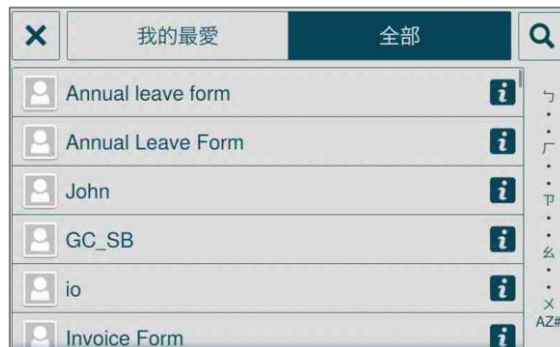 我的最愛 全部
Annual leave form
Annual Leave Form
John
GC_SB
io
Invoice Form
ㄅ
ㄏ
ㄗ
ㄠ
ㄨ
AZ#